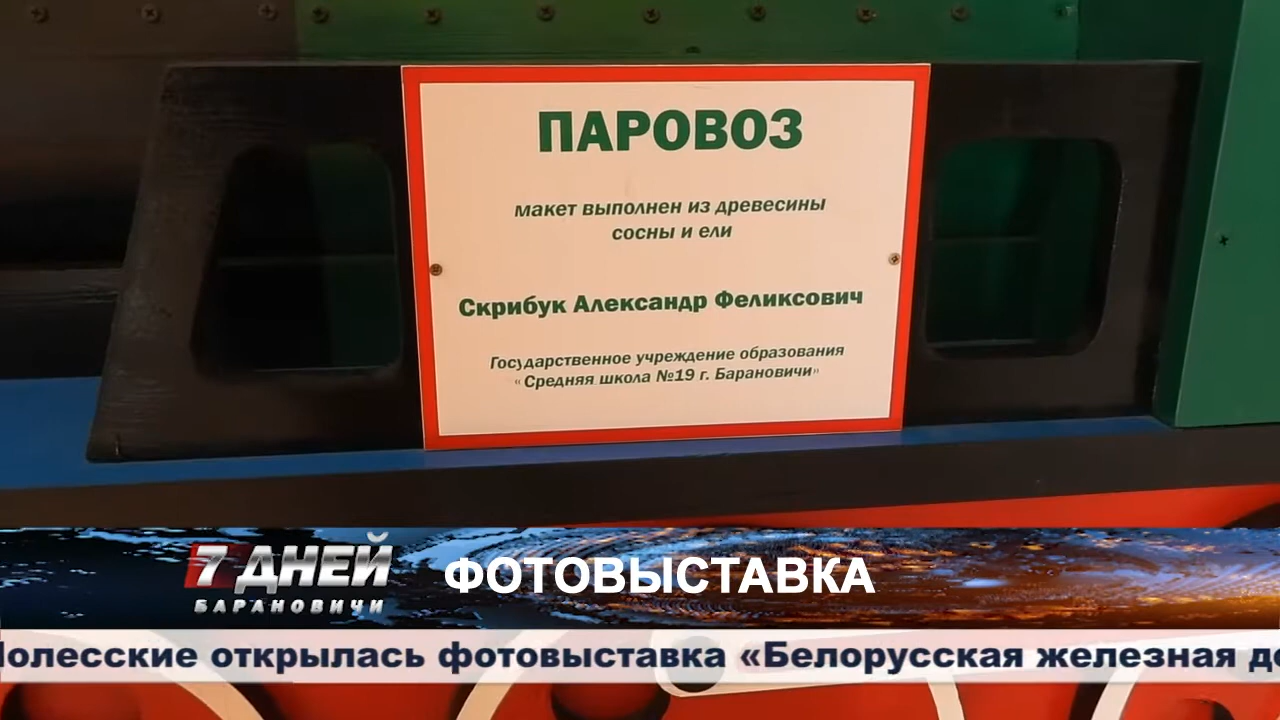 ПАРОВОЗ
макет выполнен из древесины
сосны и ели
Скрибук Александр Феликсович
Государственное учреждение образования
«Средняя школа №19 г. Барановичи»
7 ДНЕЙ
БАРАНОВИЧИ
ФОТОВЫСТАВКА
Полесские открылась фотовыставка «Белорусская железная